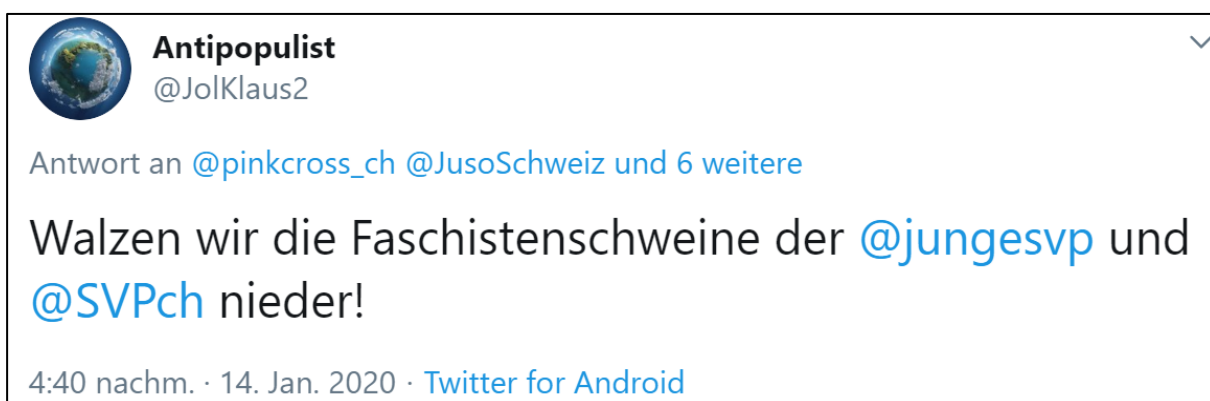 Antipopulist
@JolKlaus2
Antwort an @pinkcross_ch @JusoSchweiz und 6 weitere
Walzen wir die Faschistenschweine der @jungesvp und
@SVPch nieder!
4:40 nachm. · 14. Jan. 2020 · Twitter for Android